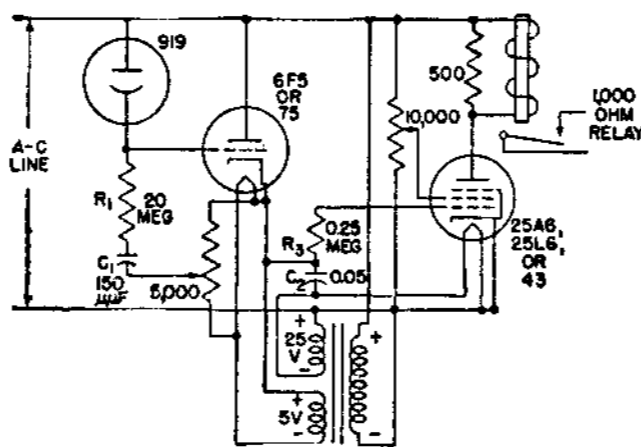 919
A-C
LINE
6F5
OR
75
500
10,000
1,000
OHM
RELAY
R1
20
MEG
C1
150
μμF
5,000
0.25
MEG
R3
C2
0.05
25A6,
25L6,
OR
43
+
25
V
-
+
5V
-
+
-